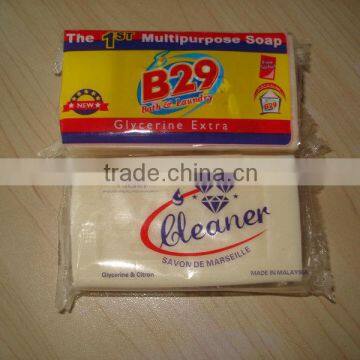 The 1ST Multipurpose Soap
B29
Bath & Laundry
NEW
B29
Glycerine Extra
trade.china.cn
Cleaner
SAVON DE MARSEILLE
Glycerine & Citron
MADE IN MALAYSIA